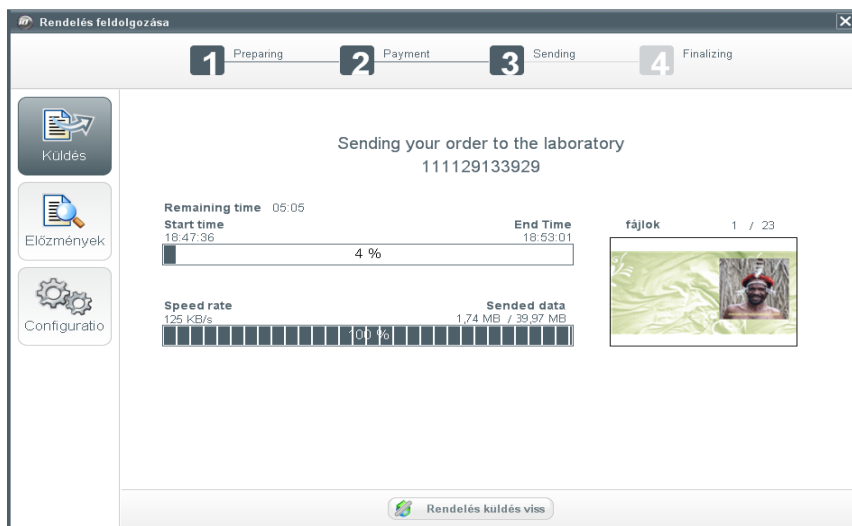 Rendelés feldolgozása
1 Preparing 2 Payment 3 Sending 4 Finalizing
Küldés
Előzmények
Configuratio
Sending your order to the laboratory
111129133929
Remaining time 05:05
Start time End Time
18:47:36 18:53:01
4 %
Speed rate Sended data
125 KB/s 1,74 MB / 39,97 MB
100 %
fájlok 1 / 23
Rendelés küldés viss